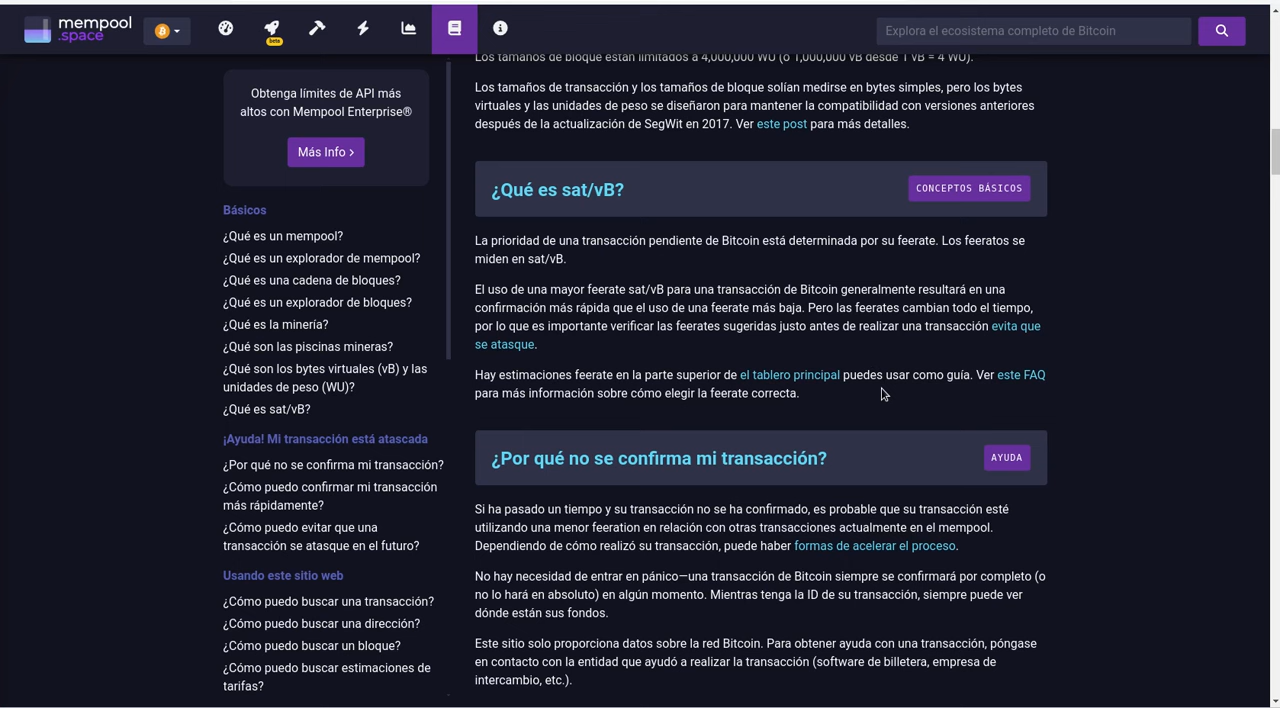 mempool
.space
beta
Explora el ecosistema completo de Bitcoin
Obtenga límites de API más
altos con Mempool Enterprise®
Más Info
Básicos
¿Qué es un mempool?
¿Qué es un explorador de mempool?
¿Qué es una cadena de bloques?
¿Qué es un explorador de bloques?
¿Qué es la minería?
¿Qué son las piscinas mineras?
¿Qué son los bytes virtuales (vB) y las
unidades de peso (WU)?
¿Qué es sat/vB?
¡Ayuda! Mi transacción está atascada
¿Por qué no se confirma mi transacción?
¿Cómo puedo confirmar mi transacción
más rápidamente?
¿Cómo puedo evitar que una
transacción se atasque en el futuro?
Usando este sitio web
¿Cómo puedo buscar una transacción?
¿Cómo puedo buscar una dirección?
¿Cómo puedo buscar un bloque?
¿Cómo puedo buscar estimaciones de
tarifas?
Los tamaños de bloque están limitados a 4,000,000 WU (o 1,000,000 vB desde 1 vB = 4 WU).
Los tamaños de transacción y los tamaños de bloque solían medirse en bytes simples, pero los bytes
virtuales y las unidades de peso se diseñaron para mantener la compatibilidad con versiones anteriores
después de la actualización de SegWit en 2017. Ver este post para más detalles.
¿Qué es sat/vB?
CONCEPTOS BÁSICOS
La prioridad de una transacción pendiente de Bitcoin está determinada por su feerate. Los feeratos se
miden en sat/vB.
El uso de una mayor feerate sat/vB para una transacción de Bitcoin generalmente resultará en una
confirmación más rápida que el uso de una feerate más baja. Pero las feerates cambian todo el tiempo,
por lo que es importante verificar las feerates sugeridas justo antes de realizar una transacción evita que
se atasque.
Hay estimaciones feerate en la parte superior de el tablero principal puedes usar como guía. Ver este FAQ
para más información sobre cómo elegir la feerate correcta.
¿Por qué no se confirma mi transacción?
AYUDA
Si ha pasado un tiempo y su transacción no se ha confirmado, es probable que su transacción esté
utilizando una menor feeration en relación con otras transacciones actualmente en el mempool.
Dependiendo de cómo realizó su transacción, puede haber formas de acelerar el proceso.
No hay necesidad de entrar en pánico—una transacción de Bitcoin siempre se confirmará por completo (o
no lo hará en absoluto) en algún momento. Mientras tenga la ID de su transacción, siempre puede ver
dónde están sus fondos.
Este sitio solo proporciona datos sobre la red Bitcoin. Para obtener ayuda con una transacción, póngase
en contacto con la entidad que ayudó a realizar la transacción (software de billetera, empresa de
intercambio, etc.).